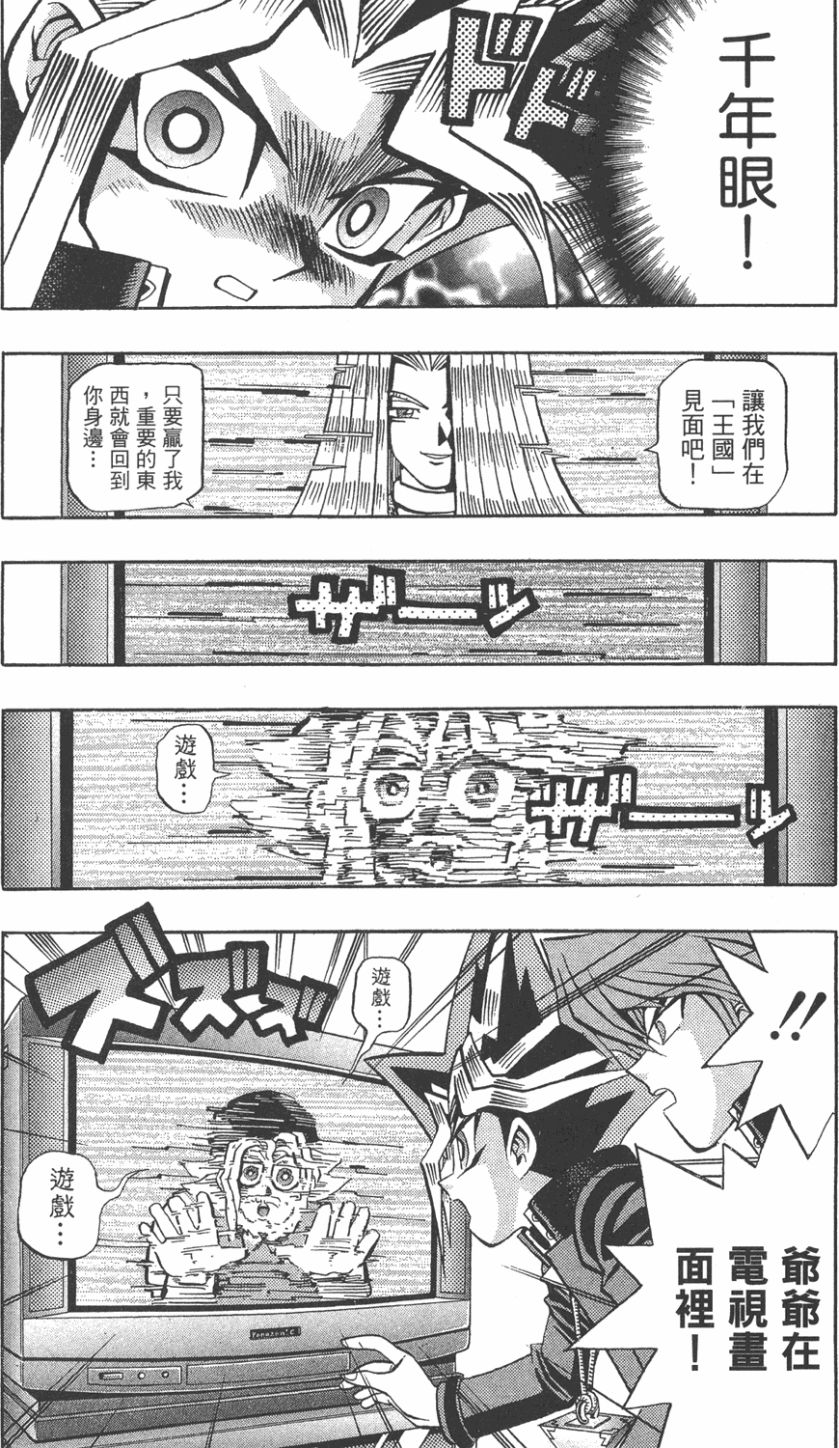 千年眼！
ドド
讓我們在
「王國」
見面吧！
只要贏了我
，重要的東
西就會回到
你身邊…
ザーッ
遊戲…
ザーッ
!!
遊戲…
ズズズ
遊戲…
爺爺在
電視畫
面裡！